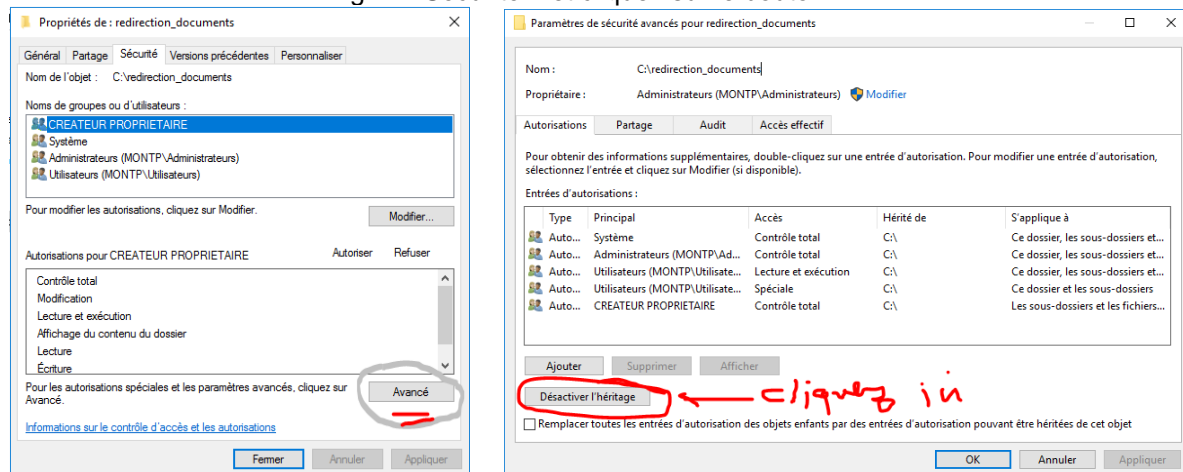 Propriétés de : redirection_documents
Général Partage Sécurité Versions précédentes Personnaliser
Nom de l'objet : C:\redirection_documents
Noms de groupes ou d'utilisateurs :
CREATEUR PROPRIETAIRE
Système
Administrateurs (MONTP\Administrateurs)
Utilisateurs (MONTP\Utilisateurs)
Pour modifier les autorisations, cliquez sur Modifier.
Modifier...
Autorisations pour CREATEUR PROPRIETAIRE Autoriser Refuser
Contrôle total
Modification
Lecture et exécution
Affichage du contenu du dossier
Lecture
Écriture
Pour les autorisations spéciales et les paramètres avancés, cliquez sur
Avancé.
Avancé
Informations sur le contrôle d'accès et les autorisations
Fermer Annuler Appliquer
Paramètres de sécurité avancés pour redirection_documents
Nom : C:\redirection_documents
Propriétaire : Administrateurs (MONTP\Administrateurs) Modifier
Autorisations Partage Audit Accès effectif
Pour obtenir des informations supplémentaires, double-cliquez sur une entrée d'autorisation. Pour modifier une entrée d'autorisation,
sélectionnez l'entrée et cliquez sur Modifier (si disponible).
Entrées d'autorisations :
Type Principal Accès Hérité de S'applique à
Auto... Système Contrôle total C:\ Ce dossier, les sous-dossiers et...
Auto... Administrateurs (MONTP\Ad... Contrôle total C:\ Ce dossier, les sous-dossiers et...
Auto... Utilisateurs (MONTP\Utilisate... Lecture et exécution C:\ Ce dossier, les sous-dossiers et...
Auto... Utilisateurs (MONTP\Utilisate... Spéciale C:\ Ce dossier et les sous-dossiers
Auto... CREATEUR PROPRIETAIRE Contrôle total C:\ Les sous-dossiers et les fichiers...
Ajouter Supprimer Afficher
Désactiver l'héritage cliquez ici
Remplacer toutes les entrées d'autorisation des objets enfants par des entrées d'autorisation pouvant être héritées de cet objet
OK Annuler Appliquer